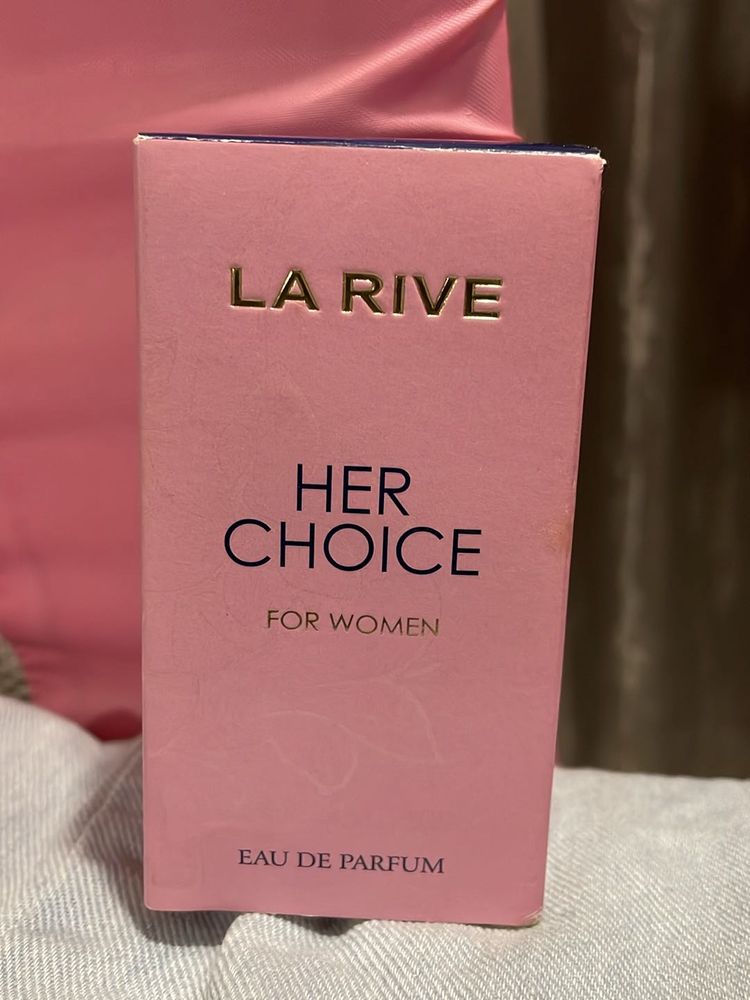 LA RIVE
HER
CHOICE
FOR WOMEN
EAU DE PARFUM